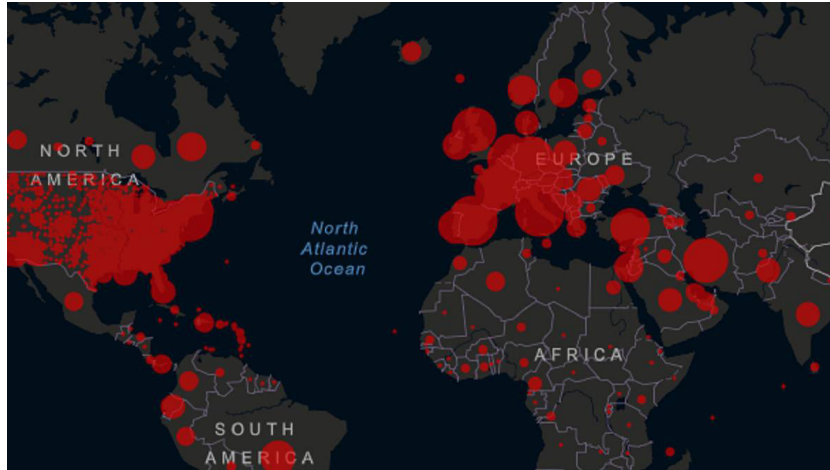 NORTH
AMERICA
EUROPE
North
Atlantic
Ocean
AFRICA
SOUTH
AMERICA